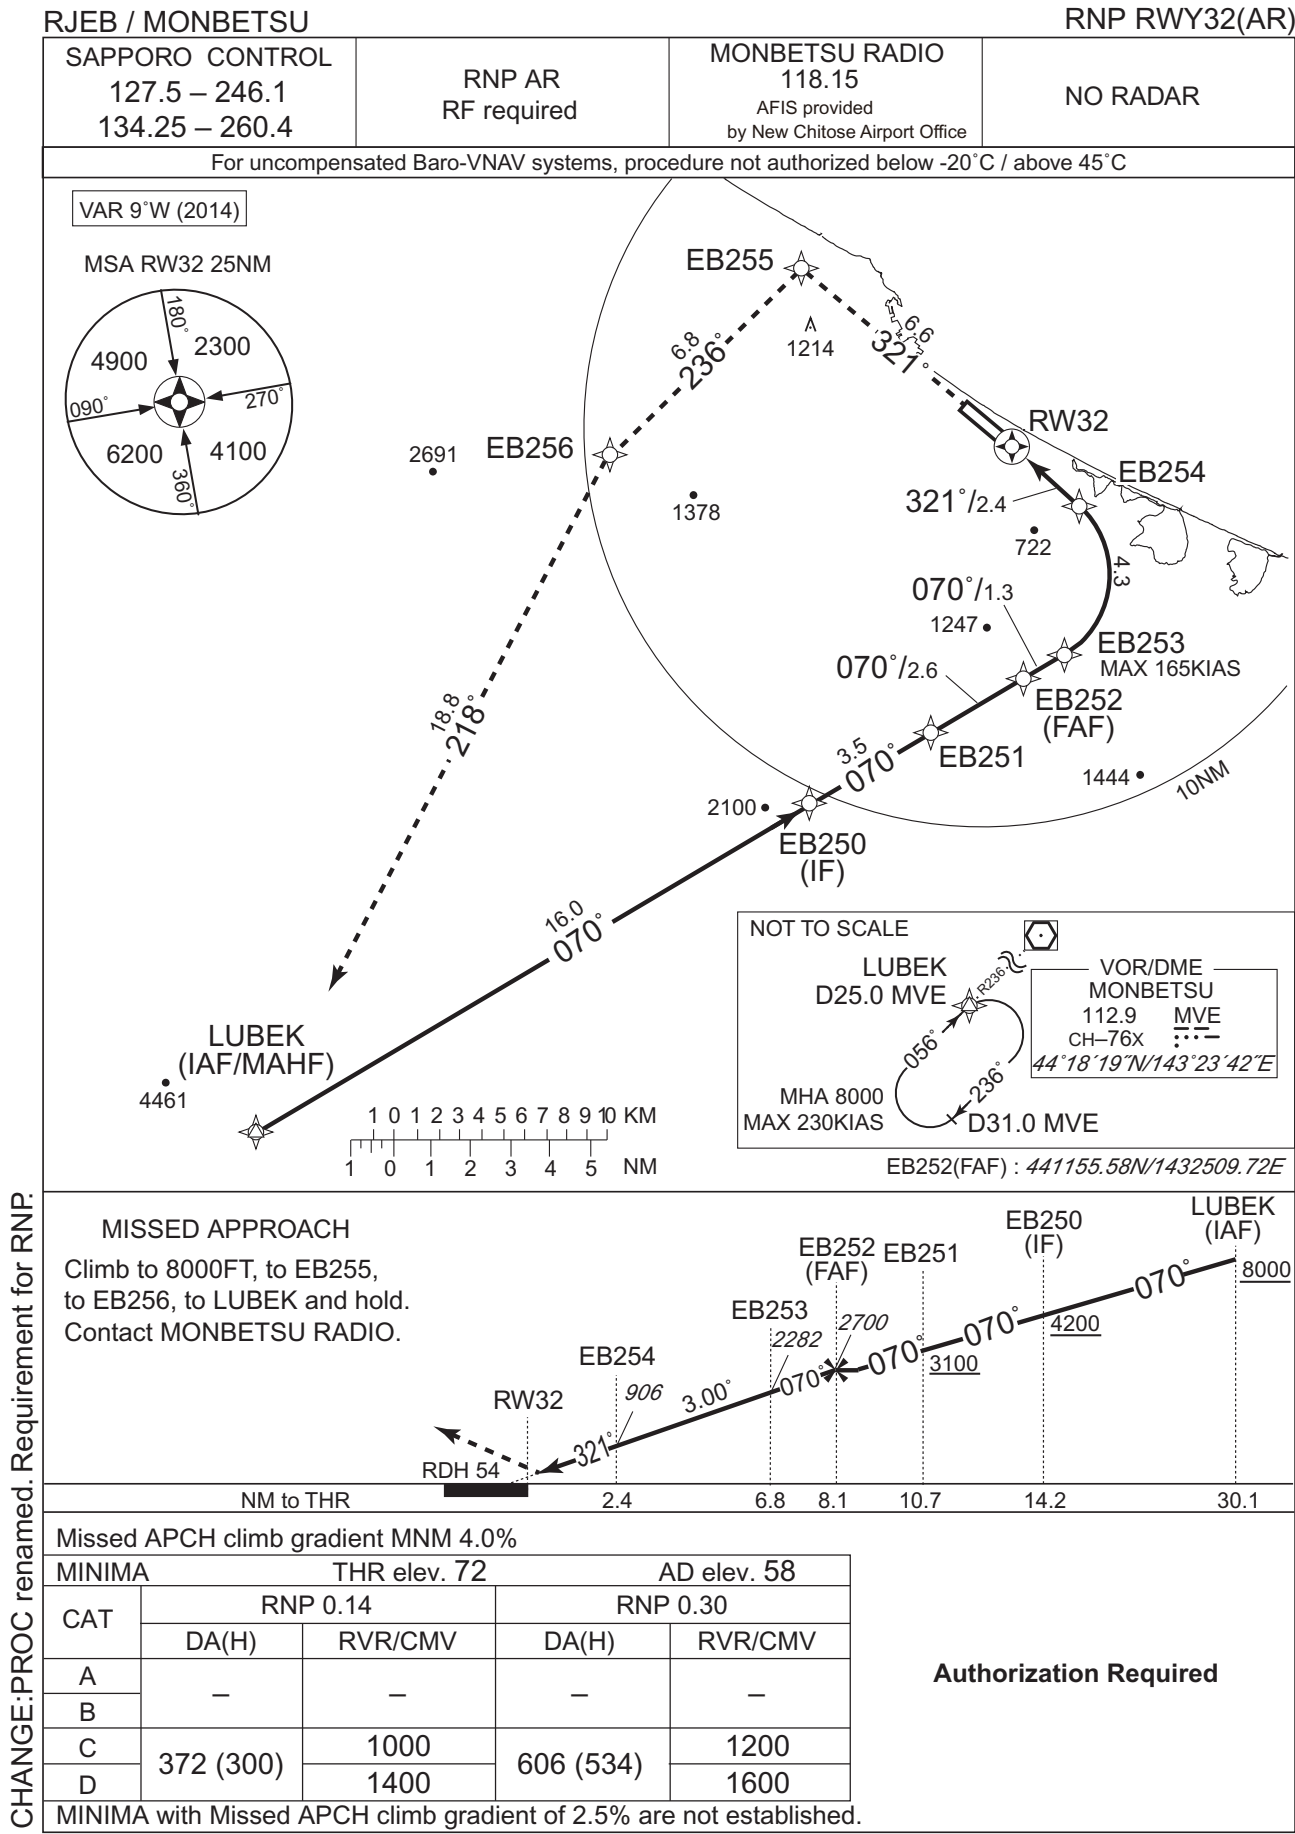 RJEB / MONBETSU
RNP RWY32(AR)
SAPPORO CONTROL
127.5 – 246.1
134.25 – 260.4
RNP AR
RF required
MONBETSU RADIO
118.15
AFIS provided
by New Chitose Airport Office
NO RADAR
For uncompensated Baro-VNAV systems, procedure not authorized below -20˚C / above 45˚C
VAR 9˚W (2014)
MSA RW32 25NM
180˚
4900
2300
090˚
270˚
6200
4100
360˚
EB255
1214
6.6
321˚
6.8
236˚
RW32
EB256
2691
1378
EB254
321˚/2.4
722
4.3
070˚/1.3
1247
EB253
MAX 165KIAS
070˚/2.6
EB252
(FAF)
EB251
18.8
218˚
3.5
070˚
1444
10NM
2100
EB250
(IF)
16.0
070˚
LUBEK
(IAF/MAHF)
4461
1 0 1 2 3 4 5 6 7 8 9 10 KM
1 0 1 2 3 4 5 NM
NOT TO SCALE
LUBEK
D25.0 MVE
R236
056˚
236˚
MHA 8000
MAX 230KIAS
D31.0 MVE
VOR/DME
MONBETSU
112.9 MVE
CH–76X
44˚18´19˝N/143˚23´42˝E
EB252(FAF) : 441155.58N/1432509.72E
MISSED APPROACH
Climb to 8000FT, to EB255,
to EB256, to LUBEK and hold.
Contact MONBETSU RADIO.
LUBEK
(IAF)
8000
EB250
(IF)
4200
EB251
3100
EB252
(FAF)
2700
EB253
2282
EB254
906
RW32
RDH 54
321˚
3.00˚
070˚
070˚
070˚
070˚
NM to THR
2.4
6.8
8.1
10.7
14.2
30.1
Missed APCH climb gradient MNM 4.0%
MINIMA THR elev. 72 AD elev. 58
CAT
RNP 0.14
RNP 0.30
DA(H)
RVR/CMV
DA(H)
RVR/CMV
A
B
– – – –
C
D
372 (300)
1000
1400
606 (534)
1200
1600
MINIMA with Missed APCH climb gradient of 2.5% are not established.
Authorization Required
CHANGE:PROC renamed. Requirement for RNP.